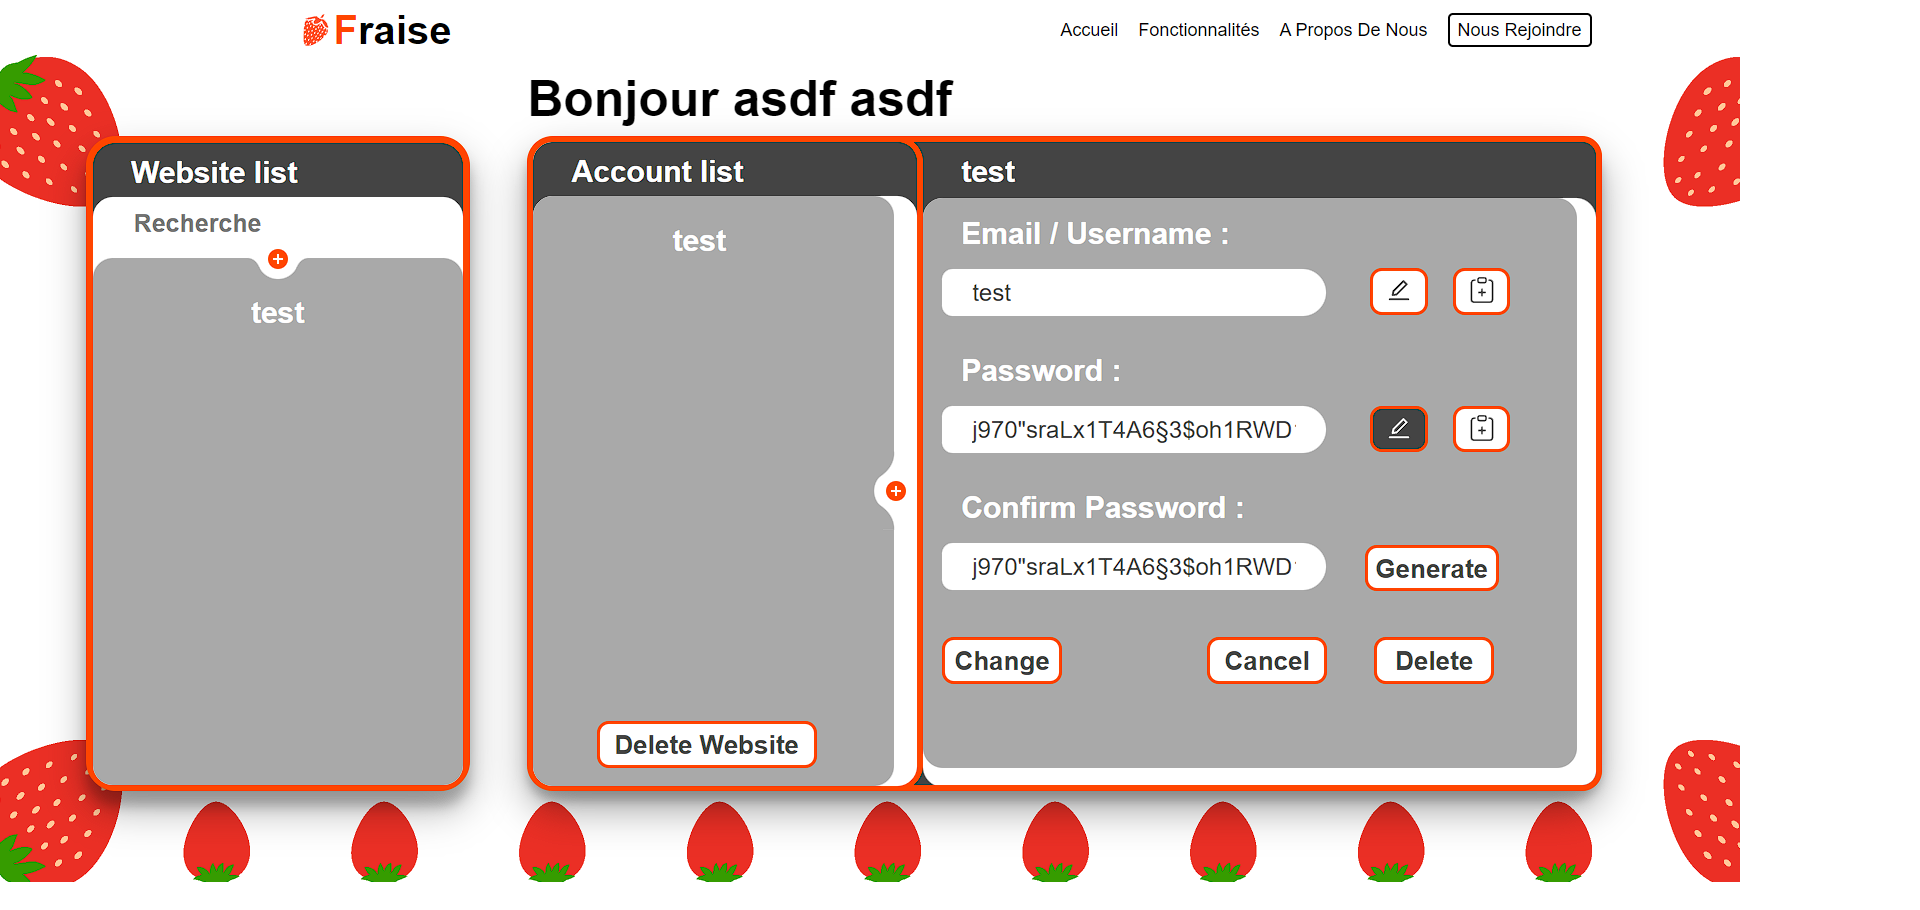 Fraise
Accueil Fonctionnalités A Propos De Nous Nous Rejoindre
Bonjour asdf asdf
Website list
Recherche
test
Account list
test
Delete Website
test
Email / Username :
test
Password :
j970"sraLx1T4A6§3$oh1RWD
Confirm Password :
j970"sraLx1T4A6§3$oh1RWD
Generate
Change Cancel Delete